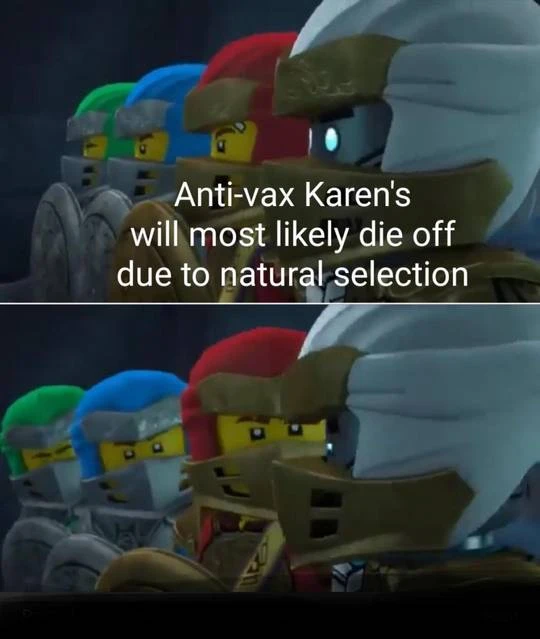 Anti-vax Karen's
will most likely die off
due to natural selection